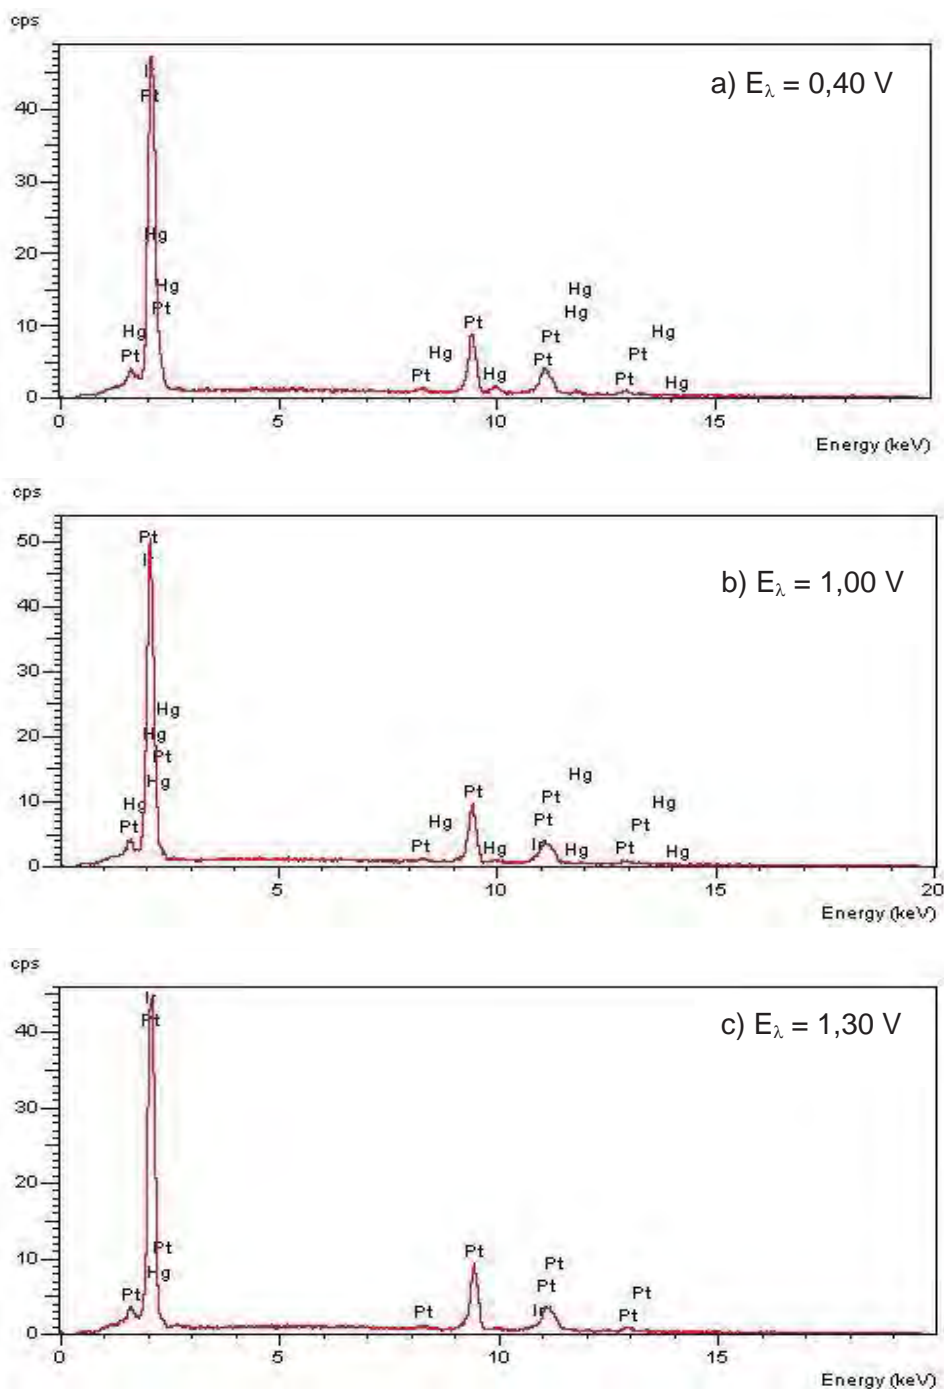 cps
a) Eλ = 0,40 V
I
Pt
40
30
Hg
20
Hg
Pt
Hg
Hg
10
Pt
Pt
Hg
Hg
Hg
Pt
Pt
Pt
Hg
Pt
Pt
Hg
Pt
Hg
0
0 5 10 15
Energy (keV)
cps
b) Eλ = 1,00 V
50
Pt
I
40
30
Hg
20
Hg
Pt
Hg
10
Hg
Pt
Pt
Hg
Pt
Hg
Pt
Hg
Pt
Pt
Hg
Pt
Hg
Ir
Hg
Pt
Hg
0
0 5 10 15 20
Energy (keV)
cps
c) Eλ = 1,30 V
I
Pt
40
30
20
10
Pt
Hg
Pt
Pt
Pt
Pt
Pt
Pt
Pt
Ir
Pt
0
0 5 10 15
Energy (keV)